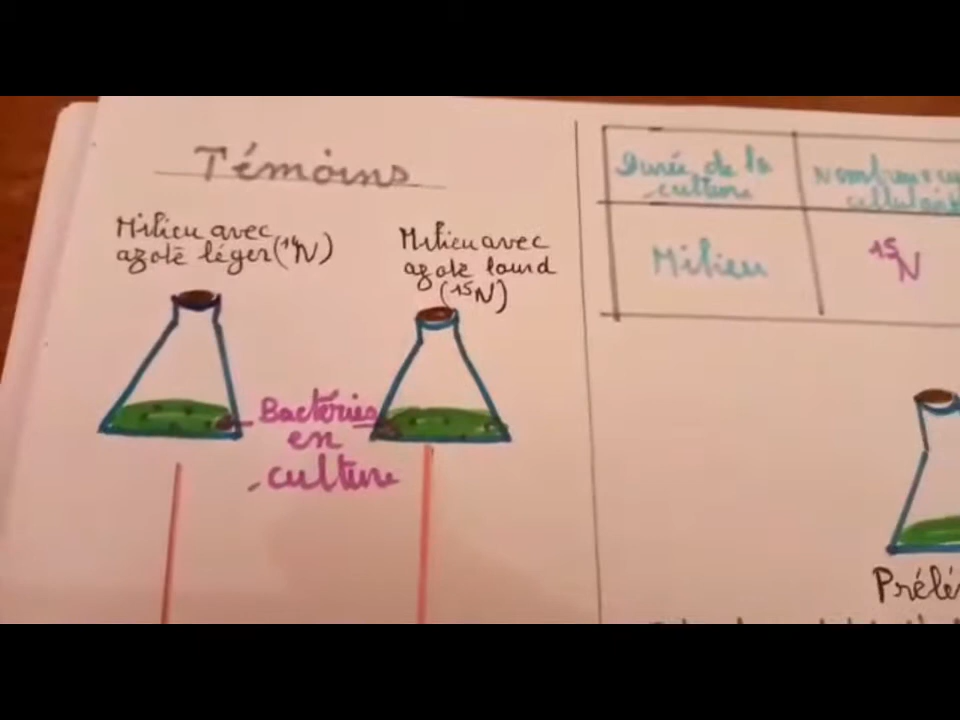 Témoins
Milieu avec
azote léger (¹⁴N)
Milieu avec
azote lourd
(¹⁵N)
Bactéries
en
culture
Durée de la
culture
Milieu
¹⁵N